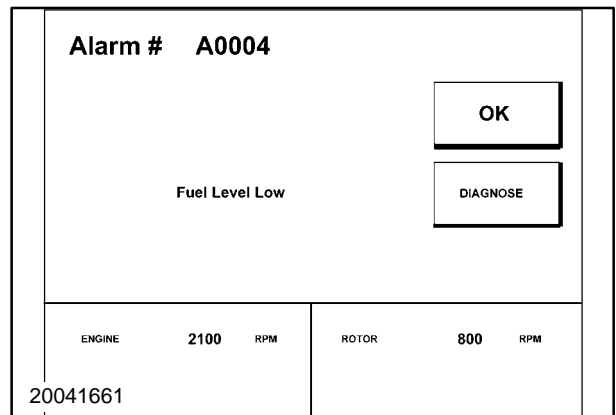 Alarm # A0004
OK
Fuel Level Low
DIAGNOSE
ENGINE 2100 RPM
ROTOR 800 RPM
20041661